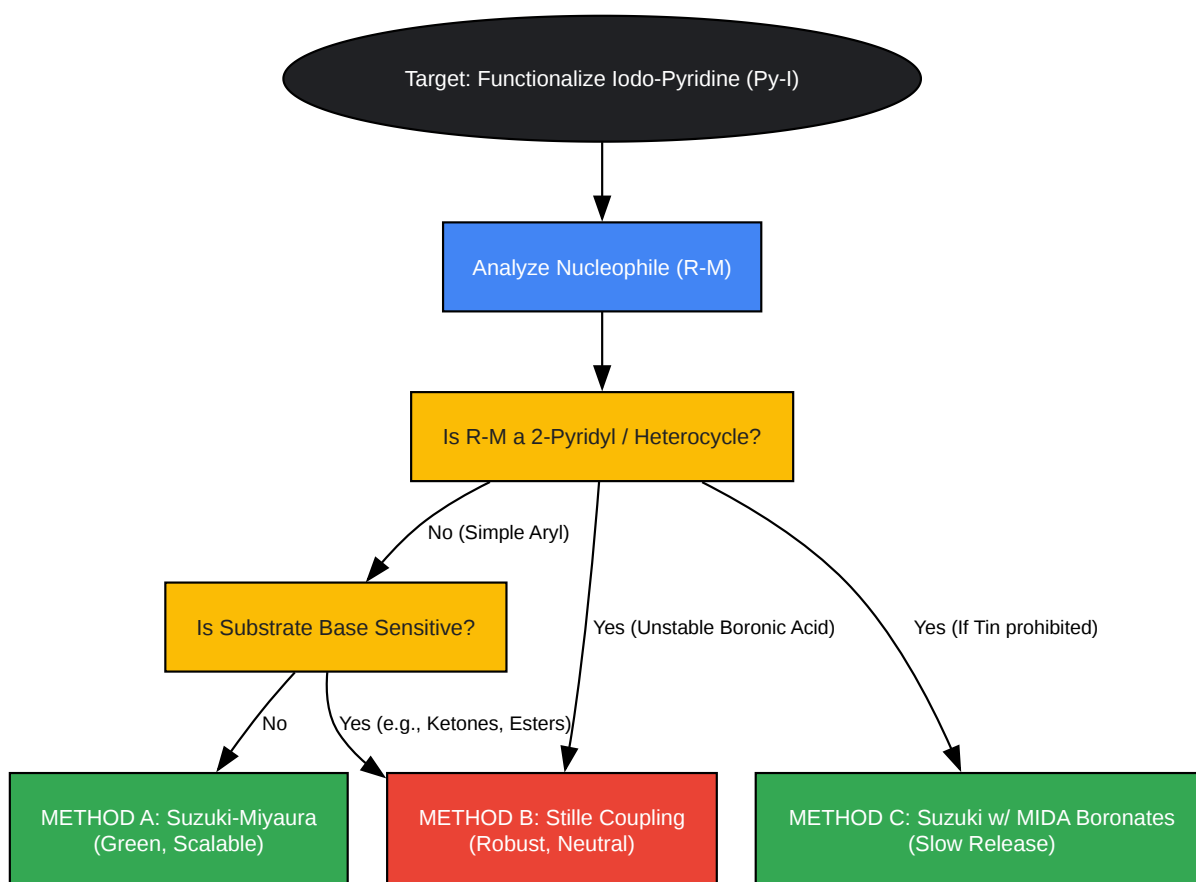 Target: Functionalize Iodo-Pyridine (Py-I)
Analyze Nucleophile (R-M)
Is R-M a 2-Pyridyl / Heterocycle?
No (Simple Aryl)
Is Substrate Base Sensitive?
Yes (Unstable Boronic Acid)
Yes (If Tin prohibited)
No
Yes (e.g., Ketones, Esters)
METHOD A: Suzuki-Miyaura
(Green, Scalable)
METHOD B: Stille Coupling
(Robust, Neutral)
METHOD C: Suzuki w/ MIDA Boronates
(Slow Release)